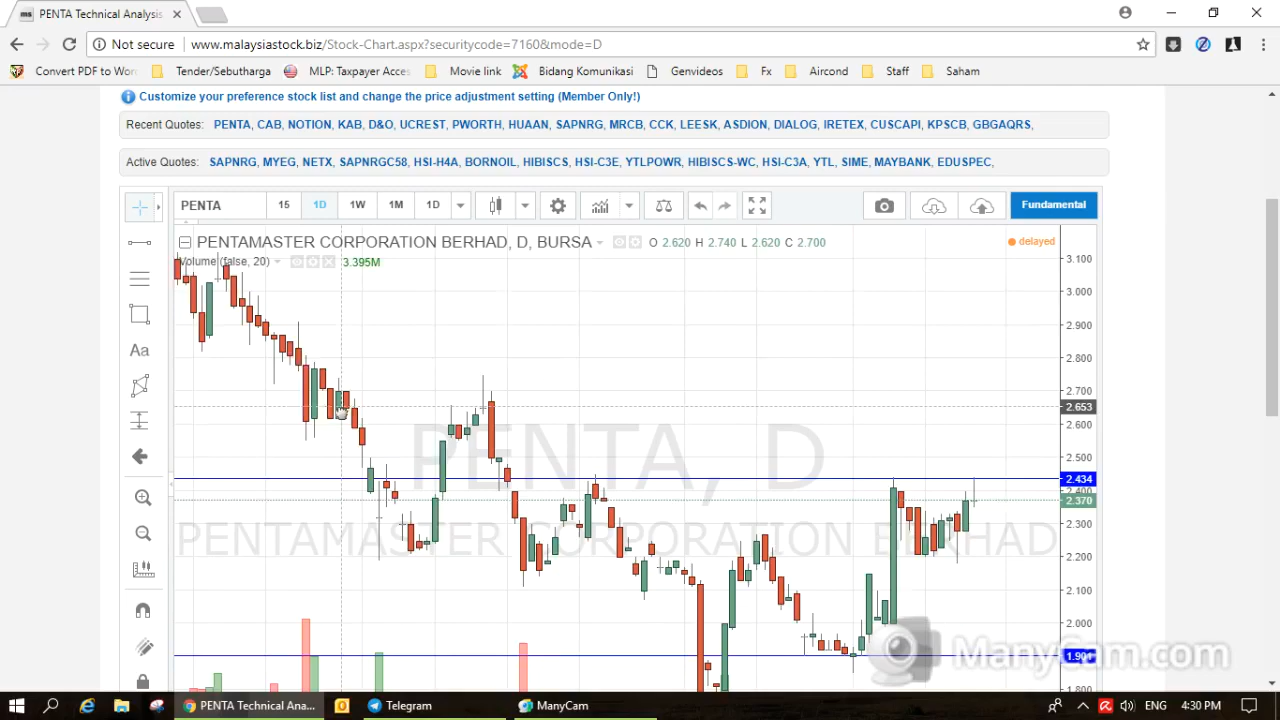 PENTA Technical Analysis
Not secure | www.malaysiastock.biz/Stock-Chart.aspx?securitycode=7160&mode=D
Convert PDF to Word Tender/Sebutharga MLP: Taxpayer Acces Movie link Bidang Komunikasi Genvideos Fx Aircond Staff Saham
Customize your preference stock list and change the price adjustment setting (Member Only!)
Recent Quotes: PENTA, CAB, NOTION, KAB, D&O, UCREST, PWORTH, HUAAN, SAPNRG, MRCB, CCK, LEESK, ASDION, DIALOG, IRETEX, CUSCAPI, KPSCB, GBGAQRS,
Active Quotes: SAPNRG, MYEG, NETX, SAPNRGC58, HSI-H4A, BORNOIL, HIBISCS, HSI-C3E, YTLPOWR, HIBISCS-WC, HSI-C3A, YTL, SIME, MAYBANK, EDUSPEC,
PENTA 15 1D 1W 1M 1D Fundamental
PENTAMASTER CORPORATION BERHAD, D, BURSA O 2.620 H 2.740 L 2.620 C 2.700 delayed
Volume (false, 20) 3.395M
3.100
3.000
2.900
2.800
2.700
2.653
2.600
2.500
2.434
2.400
2.370
2.300
2.200
2.100
2.000
1.901
1.800
Aa
PENTA, D
PENTAMASTER CORPORATION BERHAD
ManyCam.com
PENTA Technical Ana... Telegram ManyCam ENG 4:30 PM